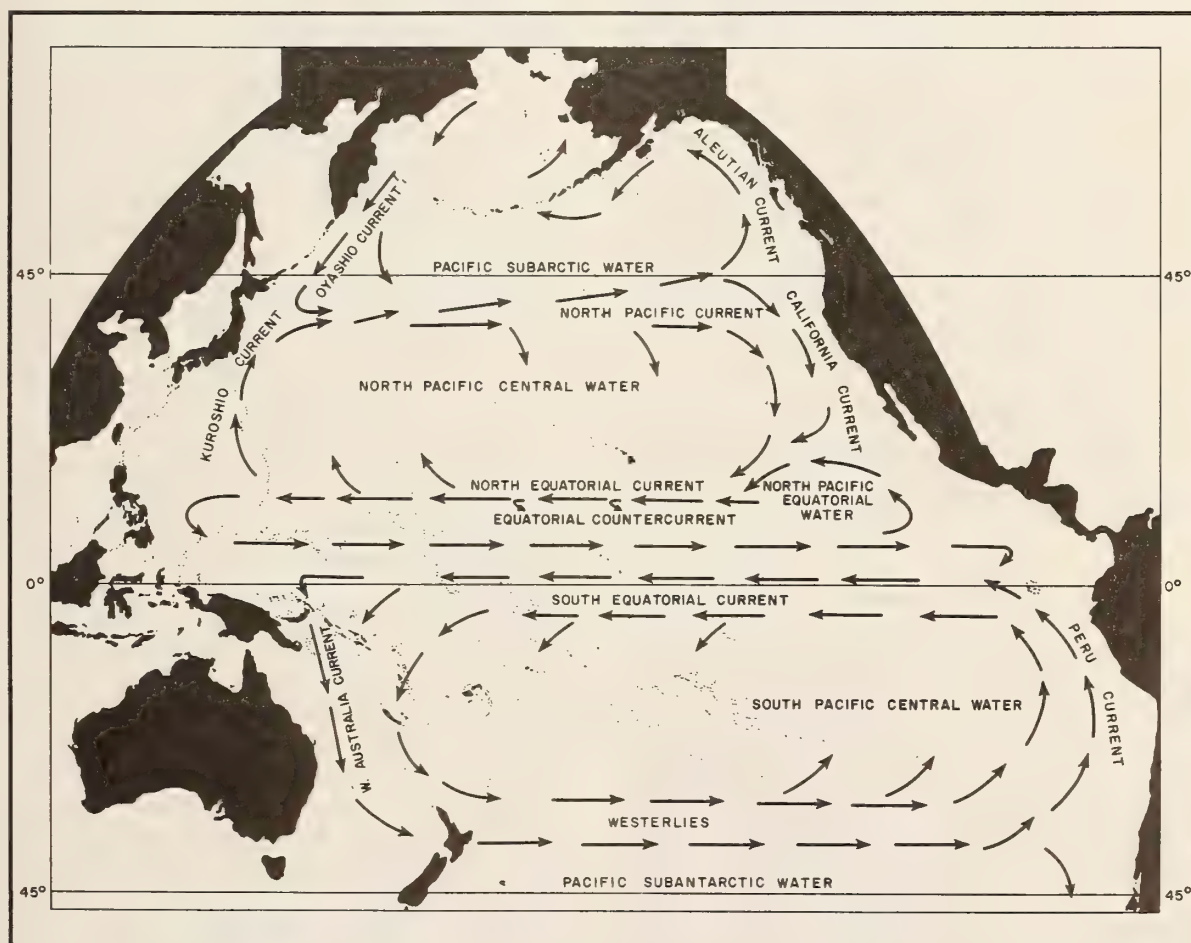 ALEUTIAN CURRENT
OYASHIO CURRENT
45°
PACIFIC SUBARCTIC WATER
45°
NORTH PACIFIC CURRENT
CALIFORNIA CURRENT
KUROSHIO CURRENT
NORTH PACIFIC CENTRAL WATER
NORTH EQUATORIAL CURRENT
NORTH PACIFIC
EQUATORIAL
WATER
EQUATORIAL COUNTERCURRENT
0°
0°
SOUTH EQUATORIAL CURRENT
PERU CURRENT
W. AUSTRALIA CURRENT
SOUTH PACIFIC CENTRAL WATER
WESTERLIES
45°
PACIFIC SUBANTARCTIC WATER
45°